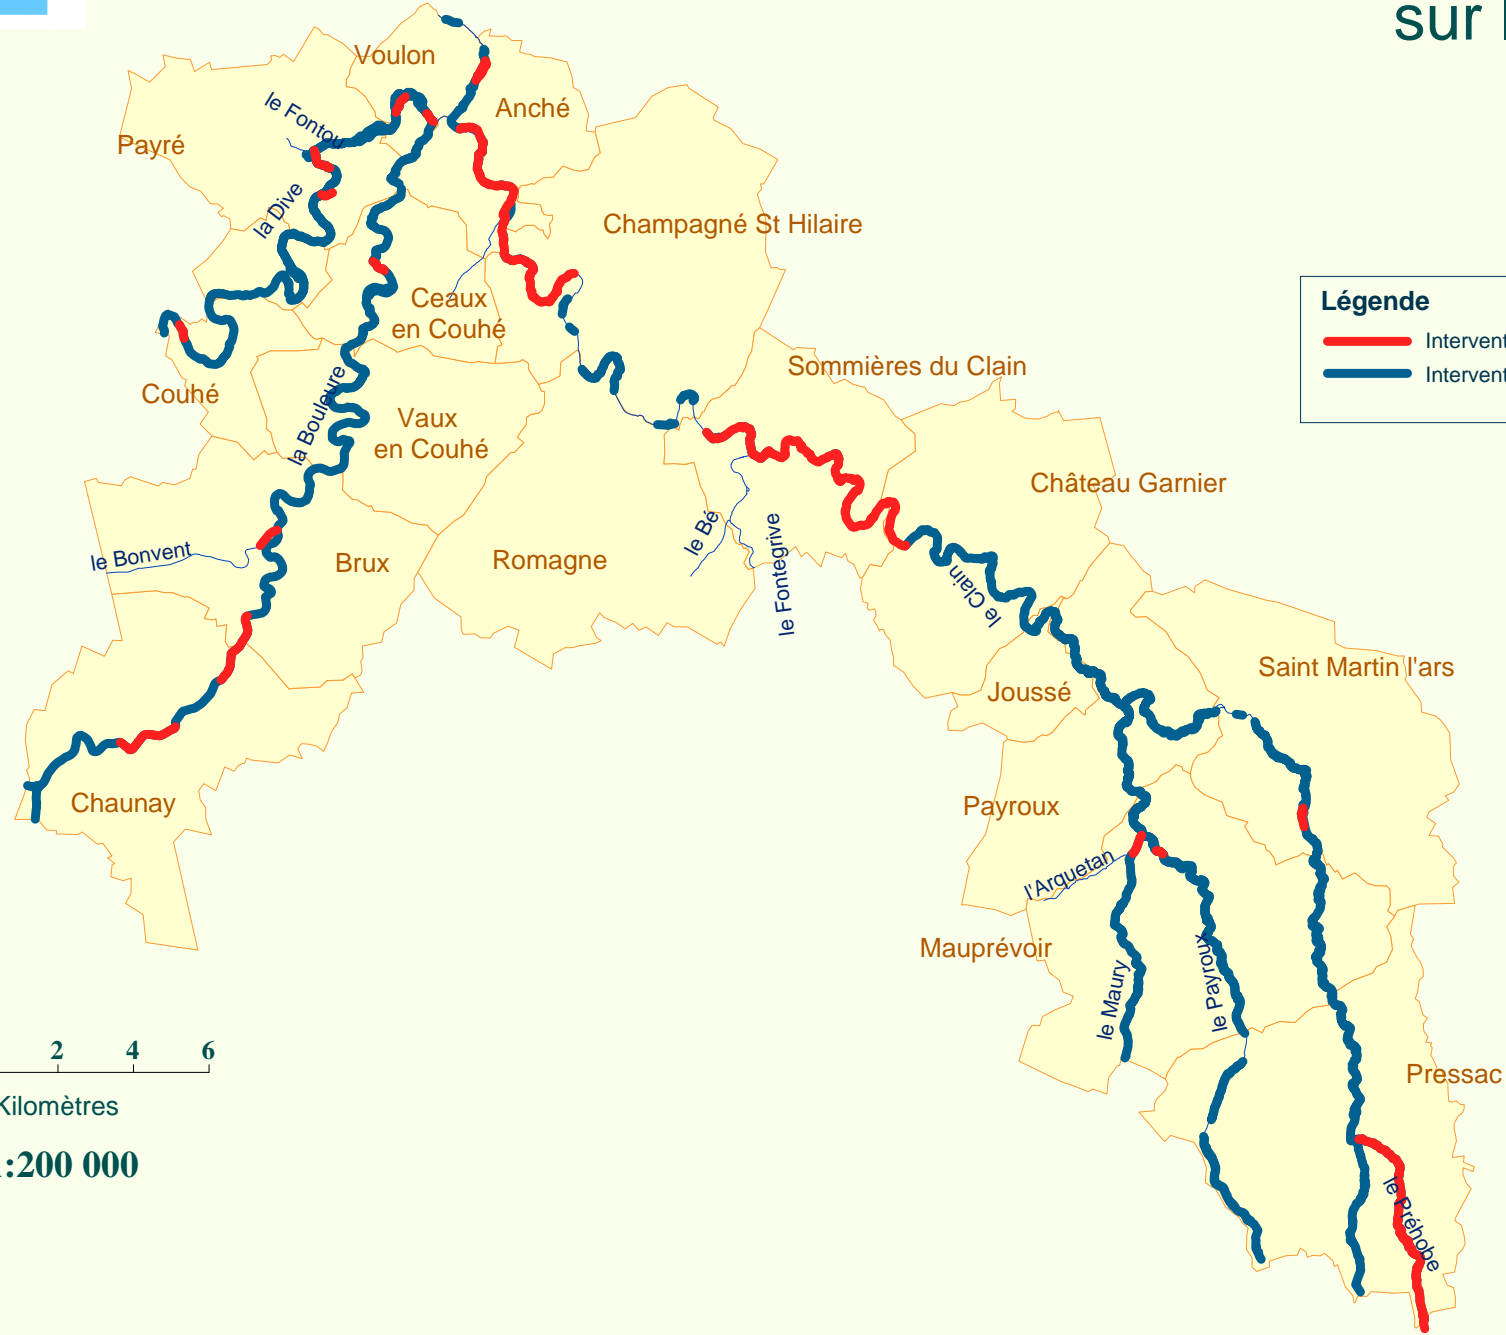 sur
Voulon
Anché
le Fontou
Payré
la Dive
Champagné St Hilaire
Ceaux
en Couhé
Légende
Intervent
Intervent
Sommières du Clain
Couhé
la Bouleure
Vaux
en Couhé
Château Garnier
le Bé
le Fontegrive
le Bonvent
Brux
Romagne
le Clain
Saint Martin l'ars
Joussé
Chaunay
Payroux
l'Arquetan
Mauprévoir
le Maury
le Payroux
2 4 6
Kilomètres
:200 000
Pressac
le Préhobe